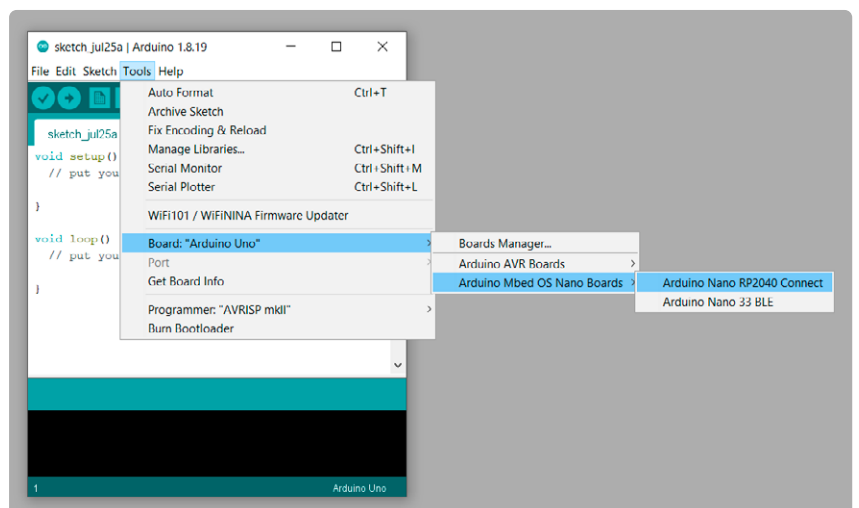 sketch_jul25a | Arduino 1.8.19
File Edit Sketch Tools Help
Auto Format Ctrl+T
Archive Sketch
Fix Encoding & Reload
sketch_jul25a
Manage Libraries... Ctrl+Shift+I
void setup()
Serial Monitor Ctrl+Shift+M
// put you
Serial Plotter Ctrl+Shift+L
}
WiFi101 / WiFiNINA Firmware Updater
void loop()
Board: "Arduino Uno" Boards Manager...
// put you
Port Arduino AVR Boards
Get Board Info Arduino Mbed OS Nano Boards Arduino Nano RP2040 Connect
}
Arduino Nano 33 BLE
Programmer: "AVRISP mkII"
Burn Bootloader
1 Arduino Uno